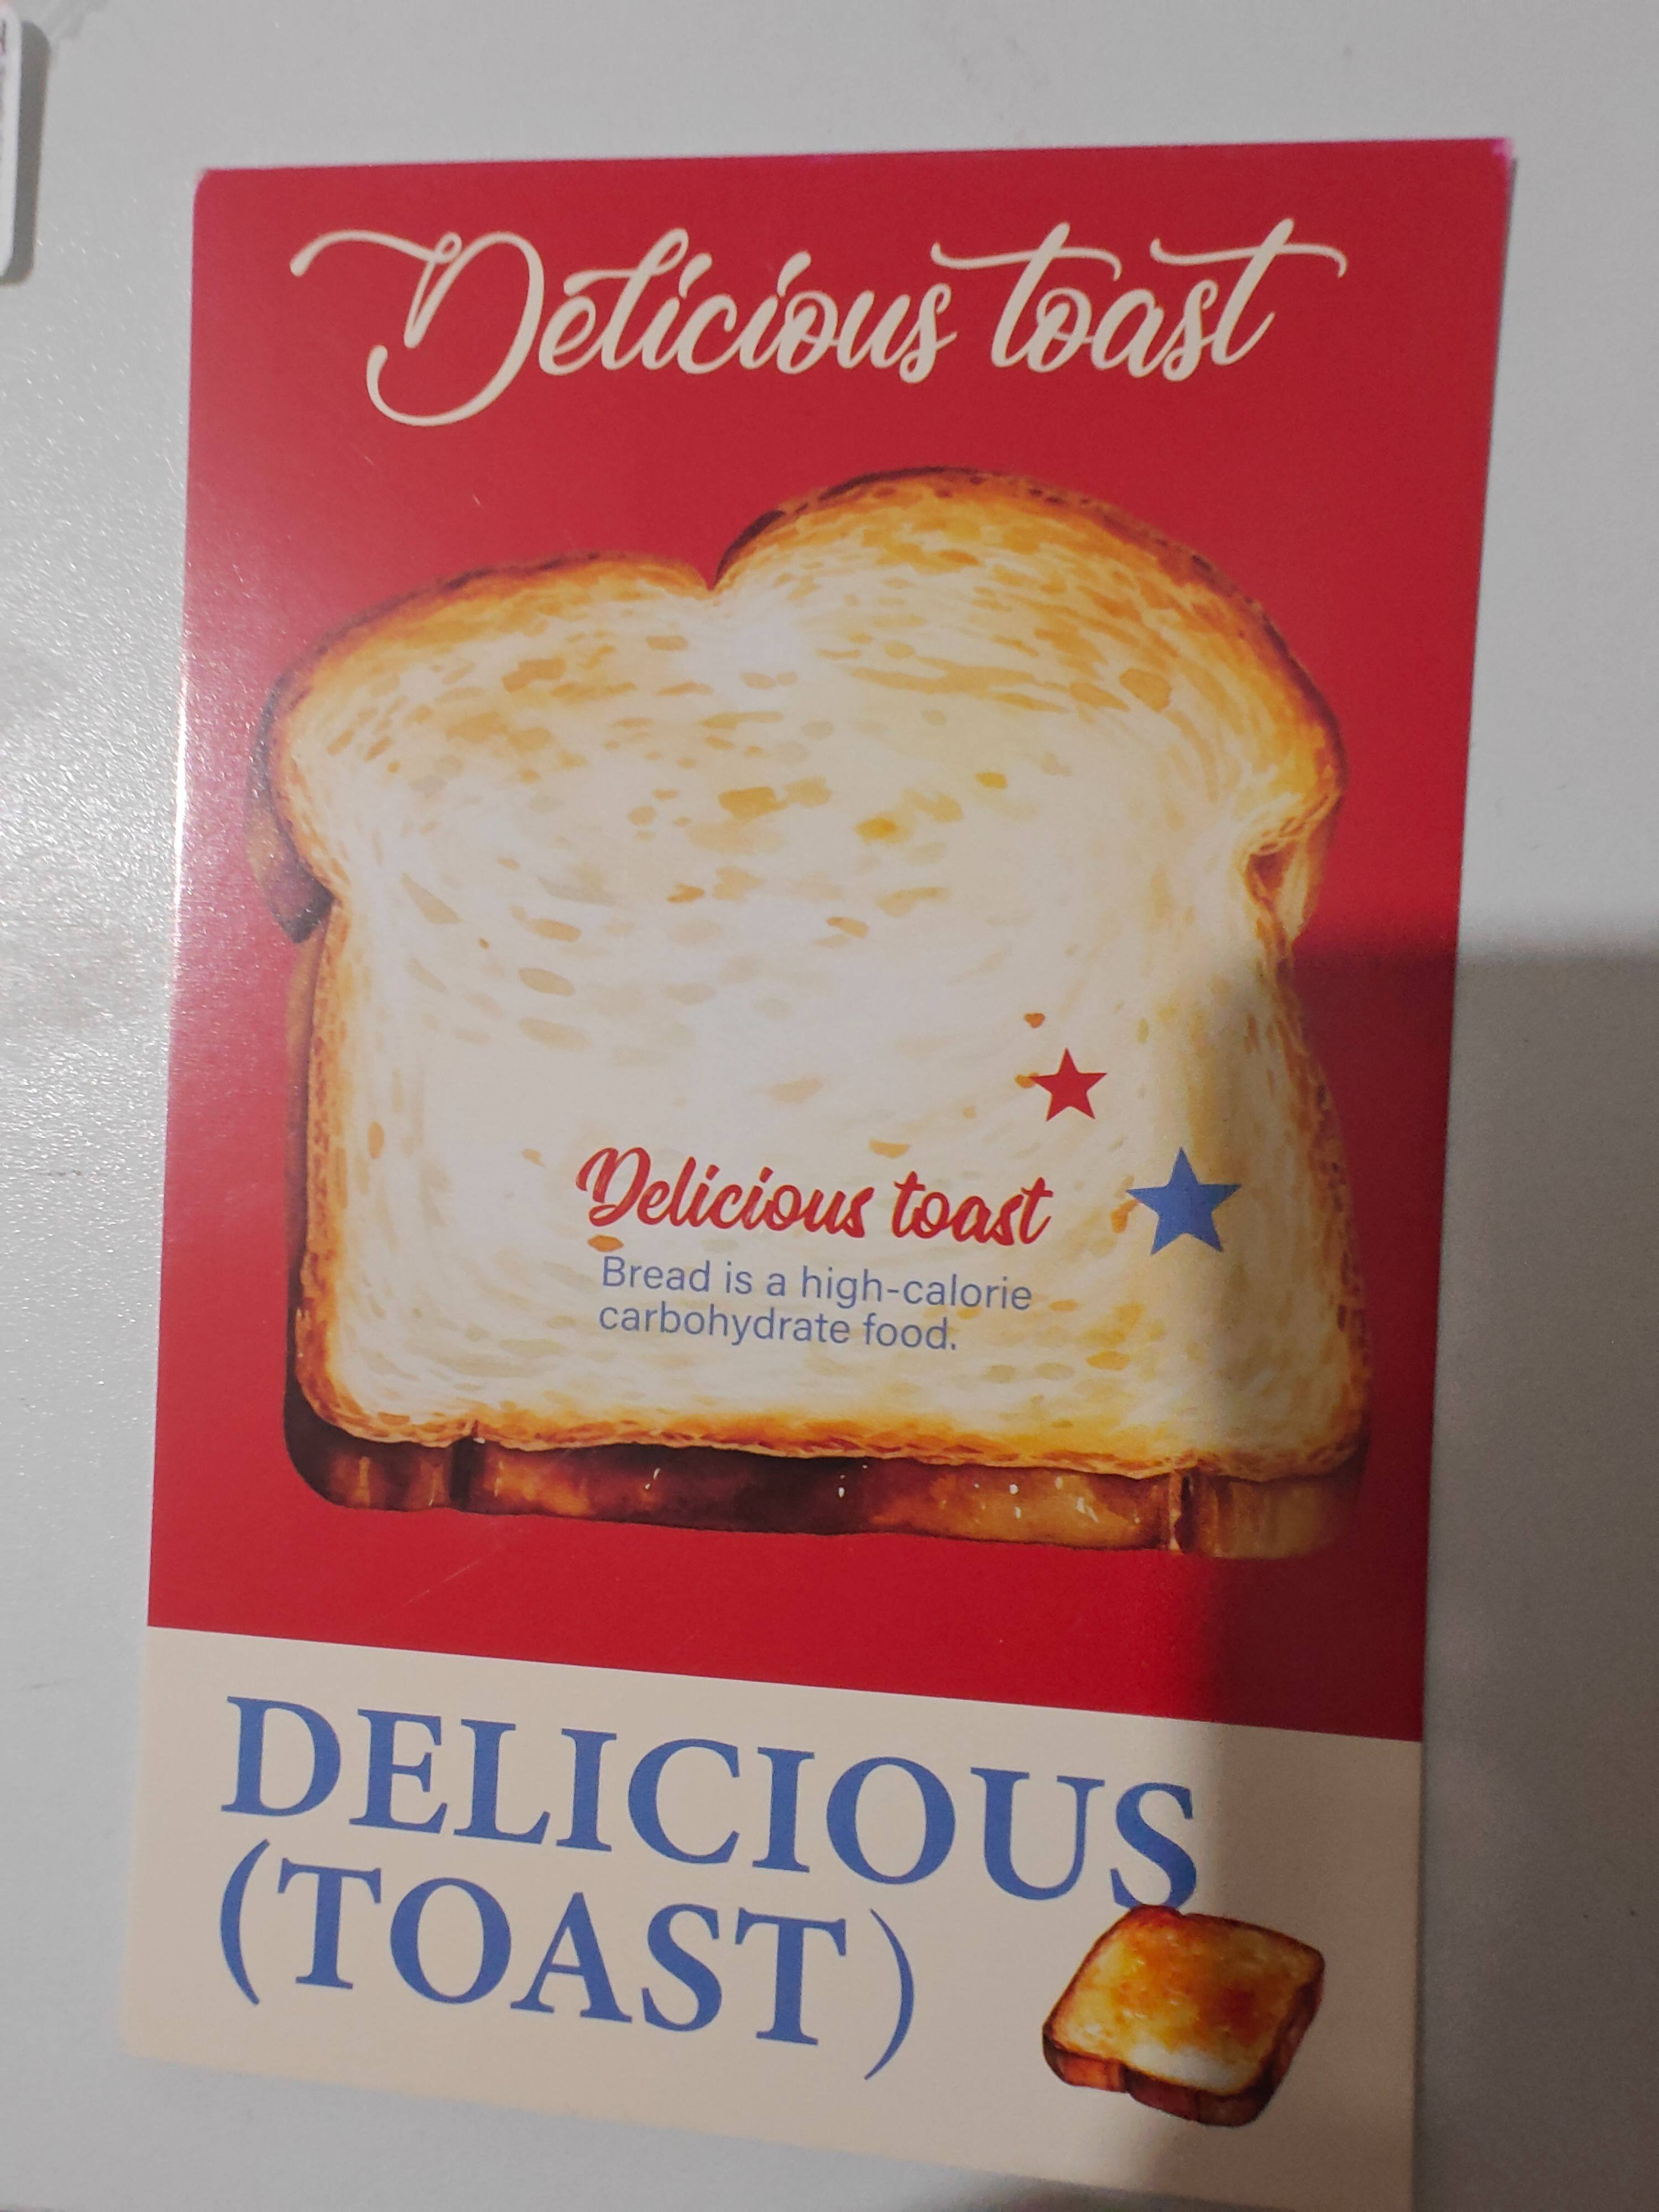 Delicious toast
Delicious toast
Bread is a high-calorie
carbohydrate food.
DELICIOUS
(TOAST)